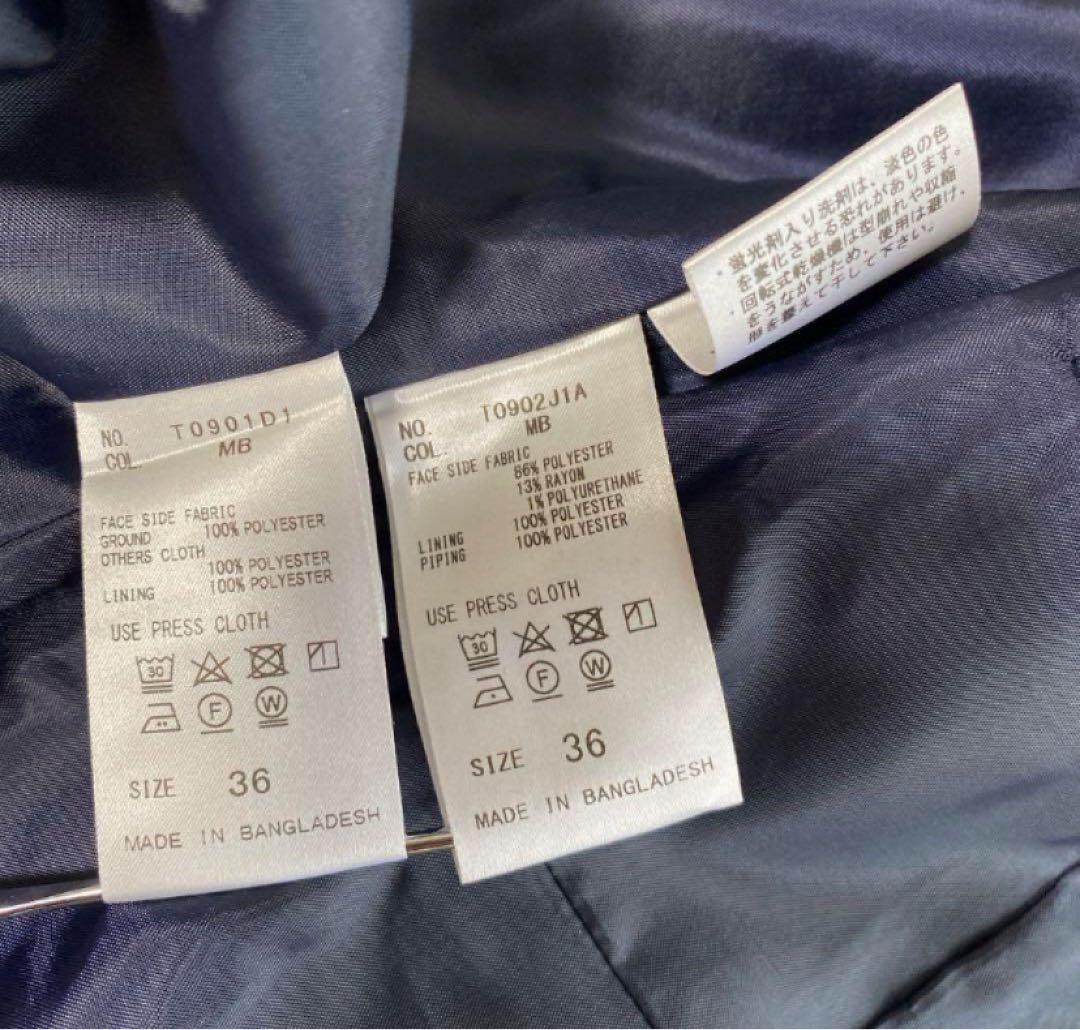 NO. T0901D1
COL. MB
FACE SIDE FABRIC
GROUND 100% POLYESTER
OTHERS CLOTH
100% POLYESTER
LINING 100% POLYESTER
USE PRESS CLOTH
30
F W
SIZE 36
MADE IN BANGLADESH
NO. T0902J1A
COL. MB
FACE SIDE FABRIC
86% POLYESTER
13% RAYON
1% POLYURETHANE
LINING 100% POLYESTER
PIPING 100% POLYESTER
USE PRESS CLOTH
30
F W
SIZE 36
MADE IN BANGLADESH
・蛍光剤入り洗剤は、淡色の色
を変化させる恐れがあります。
・回転式乾燥機は型崩れや収縮
をうながすため、使用は避け、
形を整えて干して下さい。